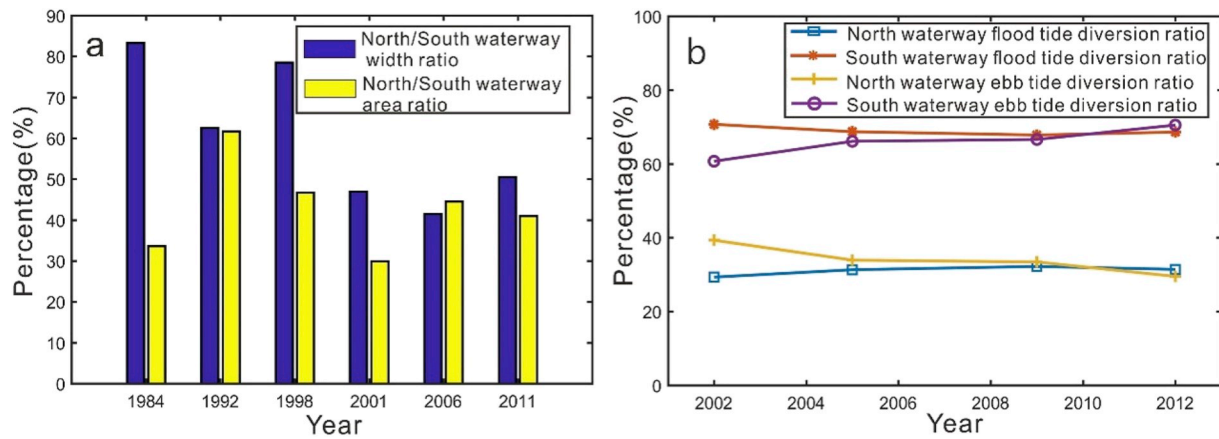 a
North/South waterway
width ratio
North/South waterway
area ratio
Percentage(%)
90
80
70
60
50
40
30
20
10
0
1984 1992 1998 2001 2006 2011
Year
b
North waterway flood tide diversion ratio
South waterway flood tide diversion ratio
North waterway ebb tide diversion ratio
South waterway ebb tide diversion ratio
Percentage(%)
100
80
60
40
20
0
2002 2004 2006 2008 2010 2012
Year